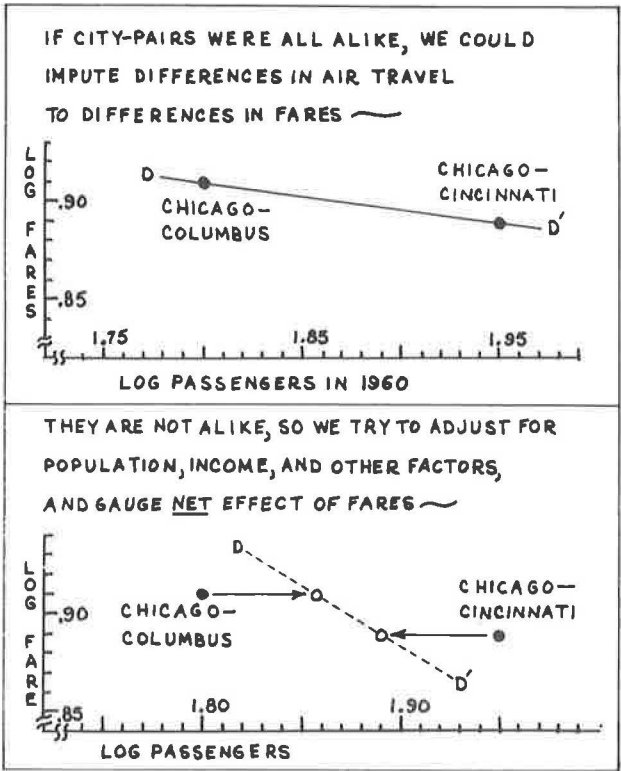 IF CITY-PAIRS WERE ALL ALIKE, WE COULD
IMPUTE DIFFERENCES IN AIR TRAVEL
TO DIFFERENCES IN FARES ~
LOG FARES
.90
.85
D
CHICAGO-
COLUMBUS
CHICAGO-
CINCINNATI
D'
1.75
1.85
1.95
LOG PASSENGERS IN 1960
THEY ARE NOT ALIKE, SO WE TRY TO ADJUST FOR
POPULATION, INCOME, AND OTHER FACTORS,
AND GAUGE NET EFFECT OF FARES ~
LOG FARE
.90
.85
D
CHICAGO-
COLUMBUS
CHICAGO-
CINCINNATI
D'
1.80
1.90
LOG PASSENGERS